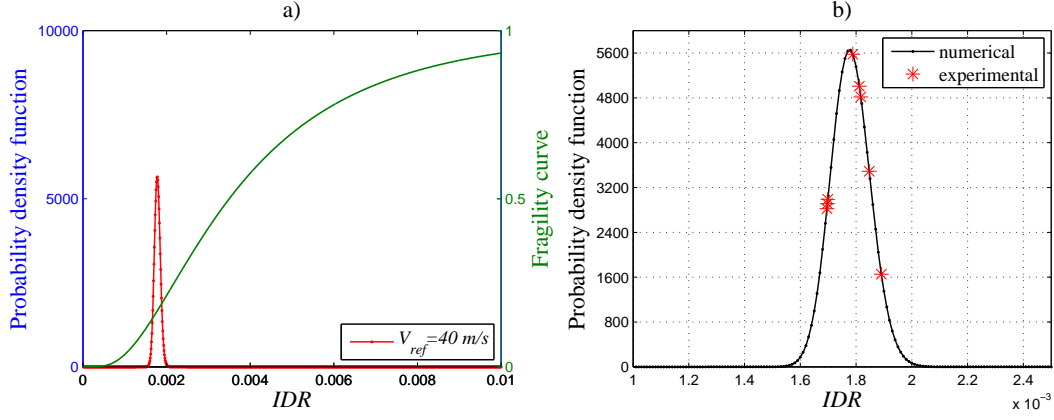 a)
Probability density function
10000
5000
0
1
0.5
0
Fragility curve
V_ref=40 m/s
0 0.002 0.004 0.006 0.008 0.01
IDR
b)
Probability density function
5600
4800
4000
3200
2400
1600
800
0
numerical
experimental
1 1.2 1.4 1.6 1.8 2 2.2 2.4
IDR
x 10⁻³